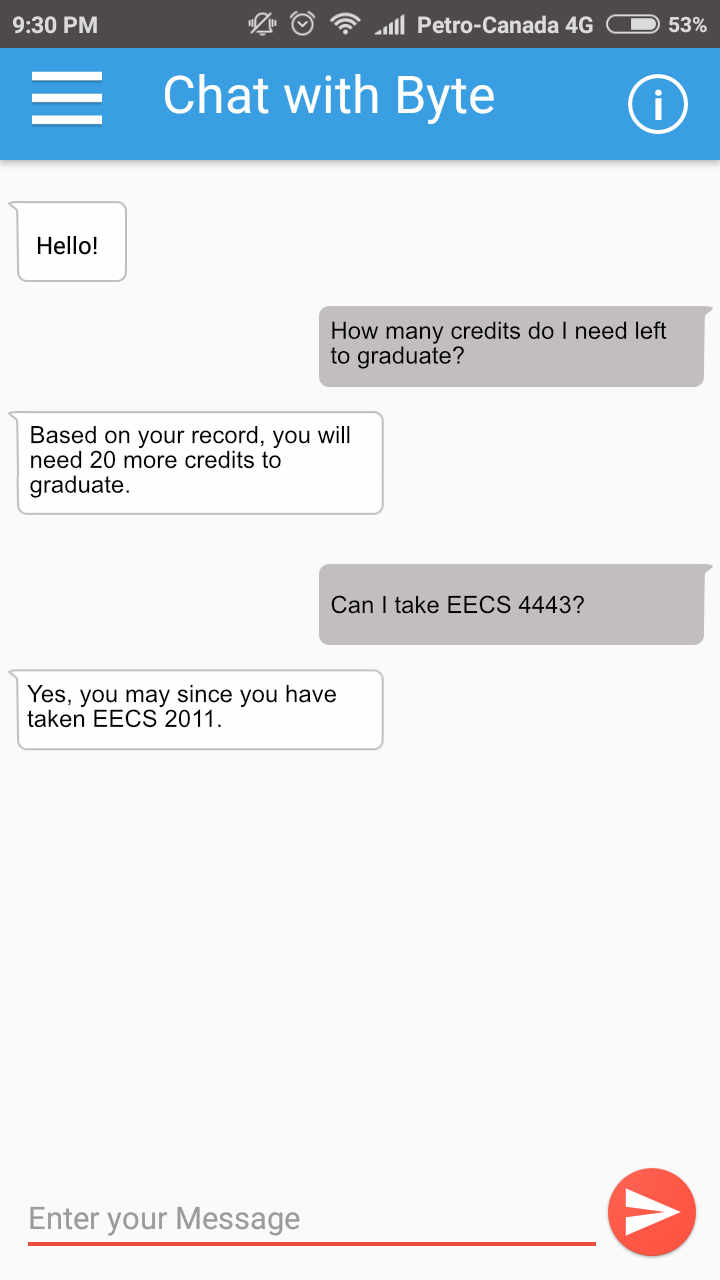 9:30 PM Petro-Canada 4G 53%
Chat with Byte i
Hello!
How many credits do I need left
to graduate?
Based on your record, you will
need 20 more credits to
graduate.
Can I take EECS 4443?
Yes, you may since you have
taken EECS 2011.
Enter your Message